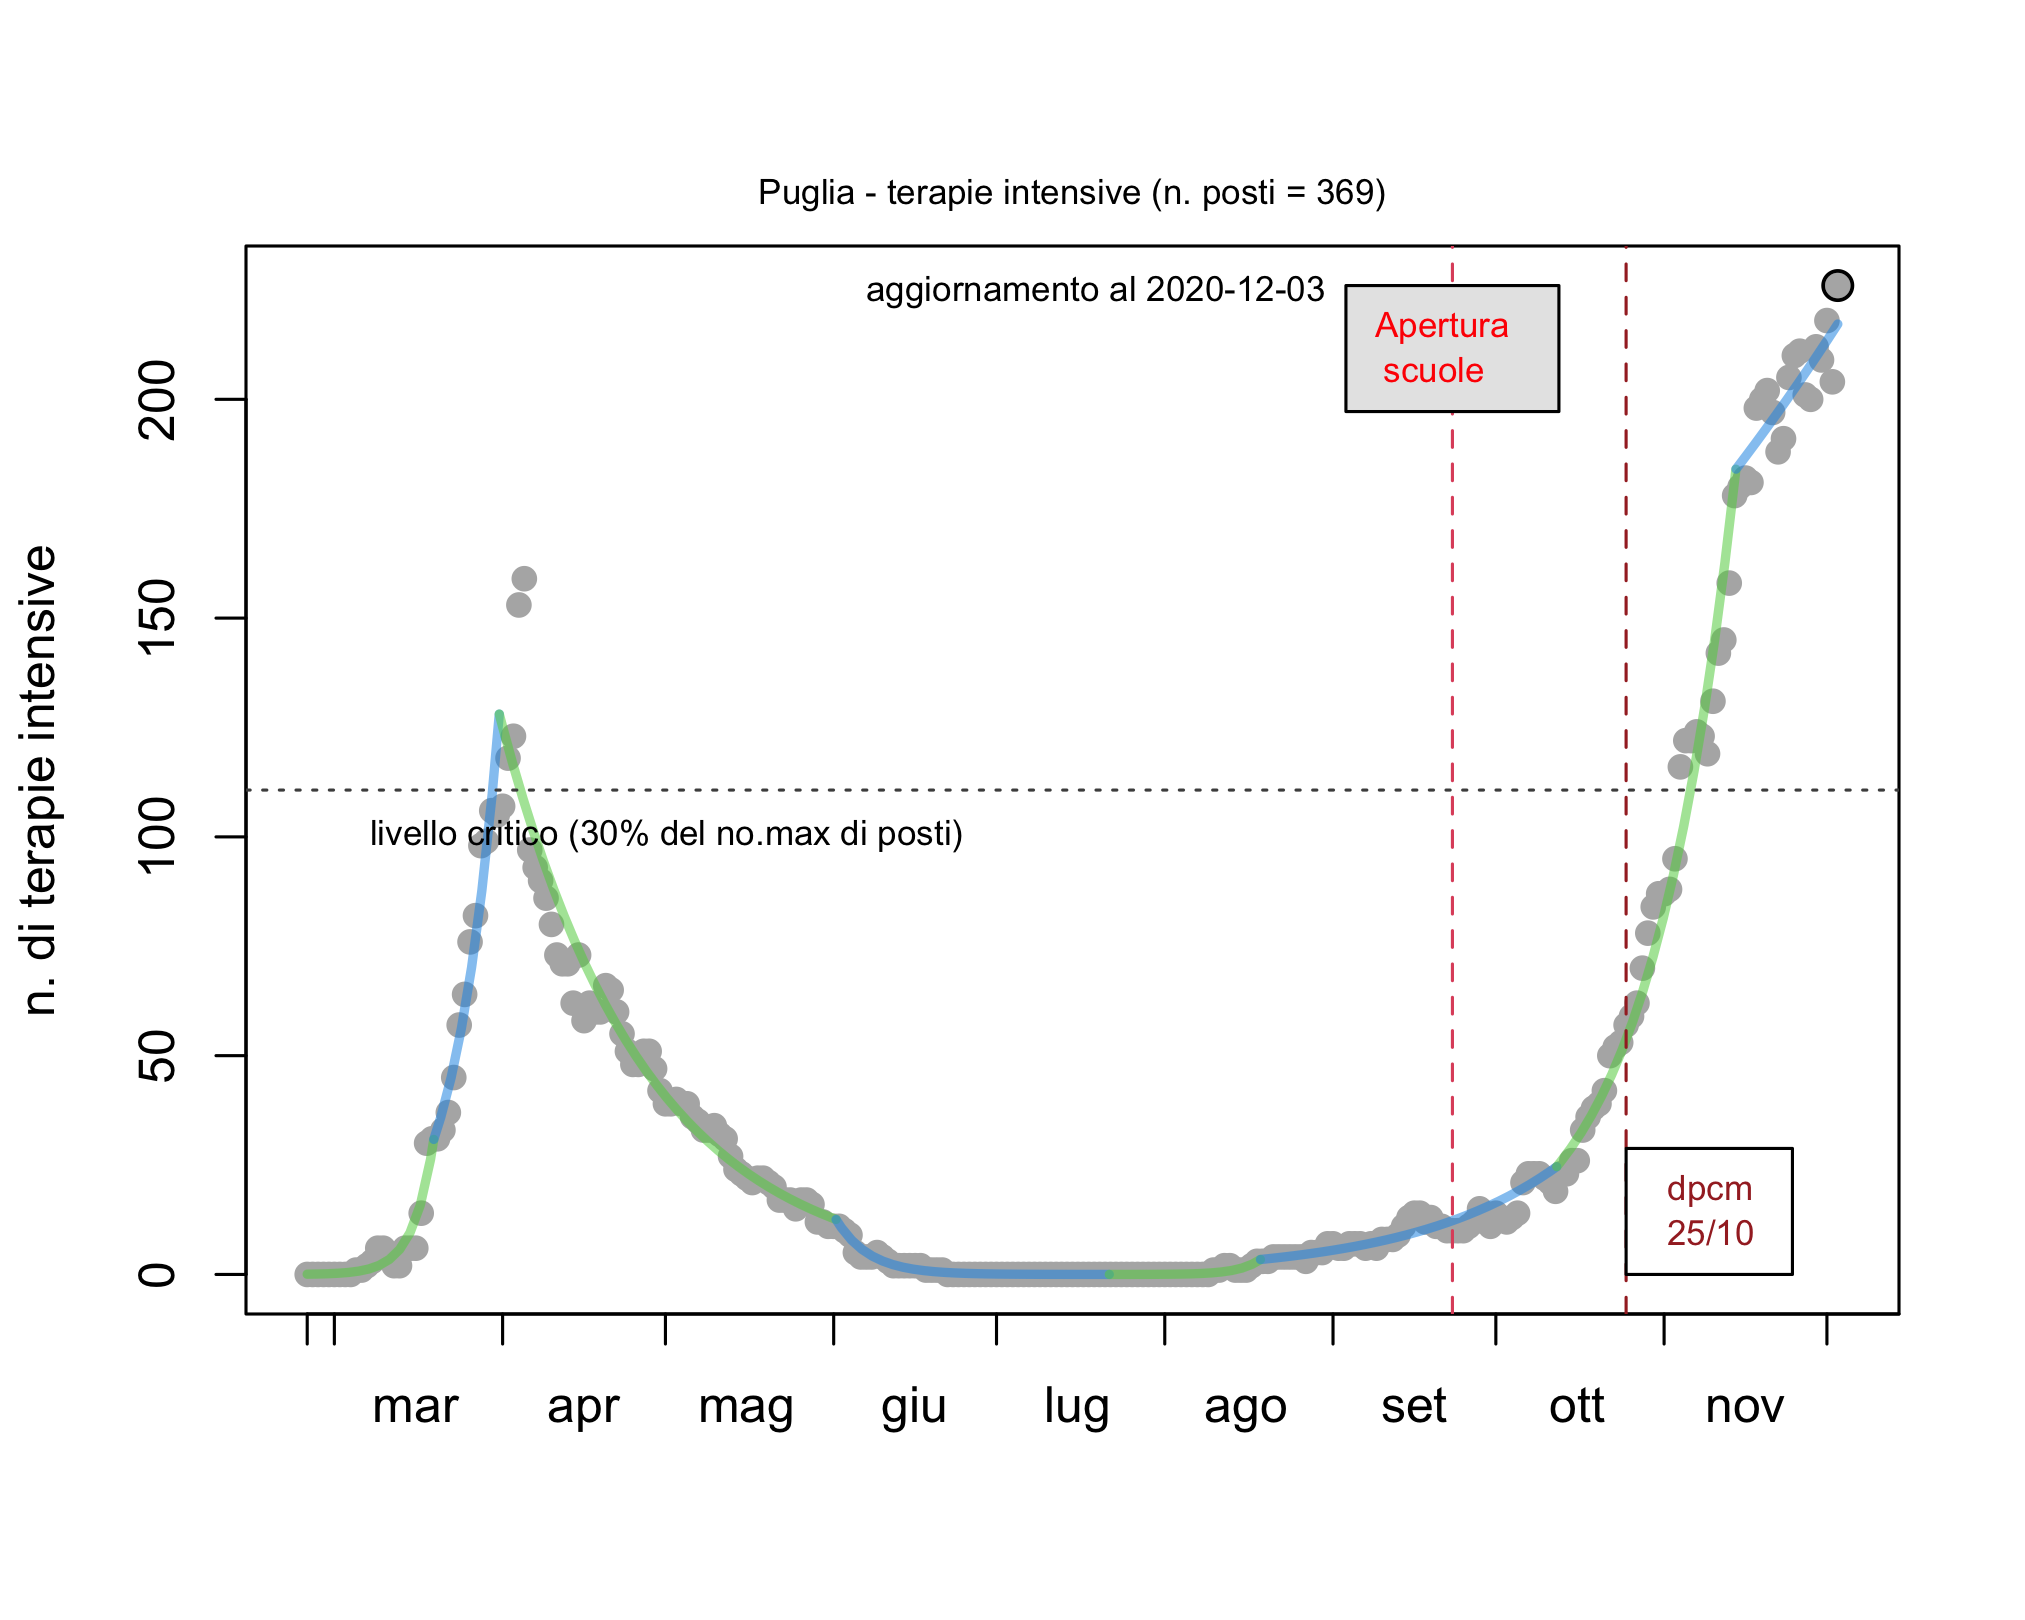 Puglia - terapie intensive (n. posti = 369)
aggiornamento al 2020-12-03
Apertura
scuole
200
150
100
50
0
n. di terapie intensive
livello critico (30% del no.max di posti)
dpcm
25/10
mar apr mag giu lug ago set ott nov